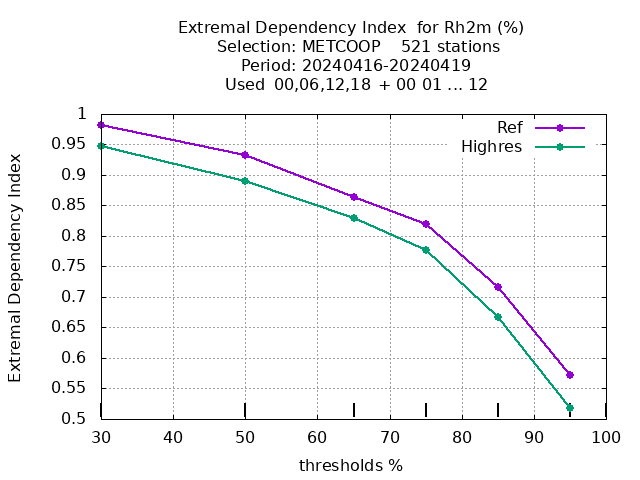 Extremal Dependency Index  for Rh2m (%)
Selection: METCOOP    521 stations
Period: 20240416-20240419
Used  00,06,12,18 + 00 01 ... 12
Ref
Highres
Extremal Dependency Index
1
0.95
0.9
0.85
0.8
0.75
0.7
0.65
0.6
0.55
0.5
30 40 50 60 70 80 90 100
thresholds %